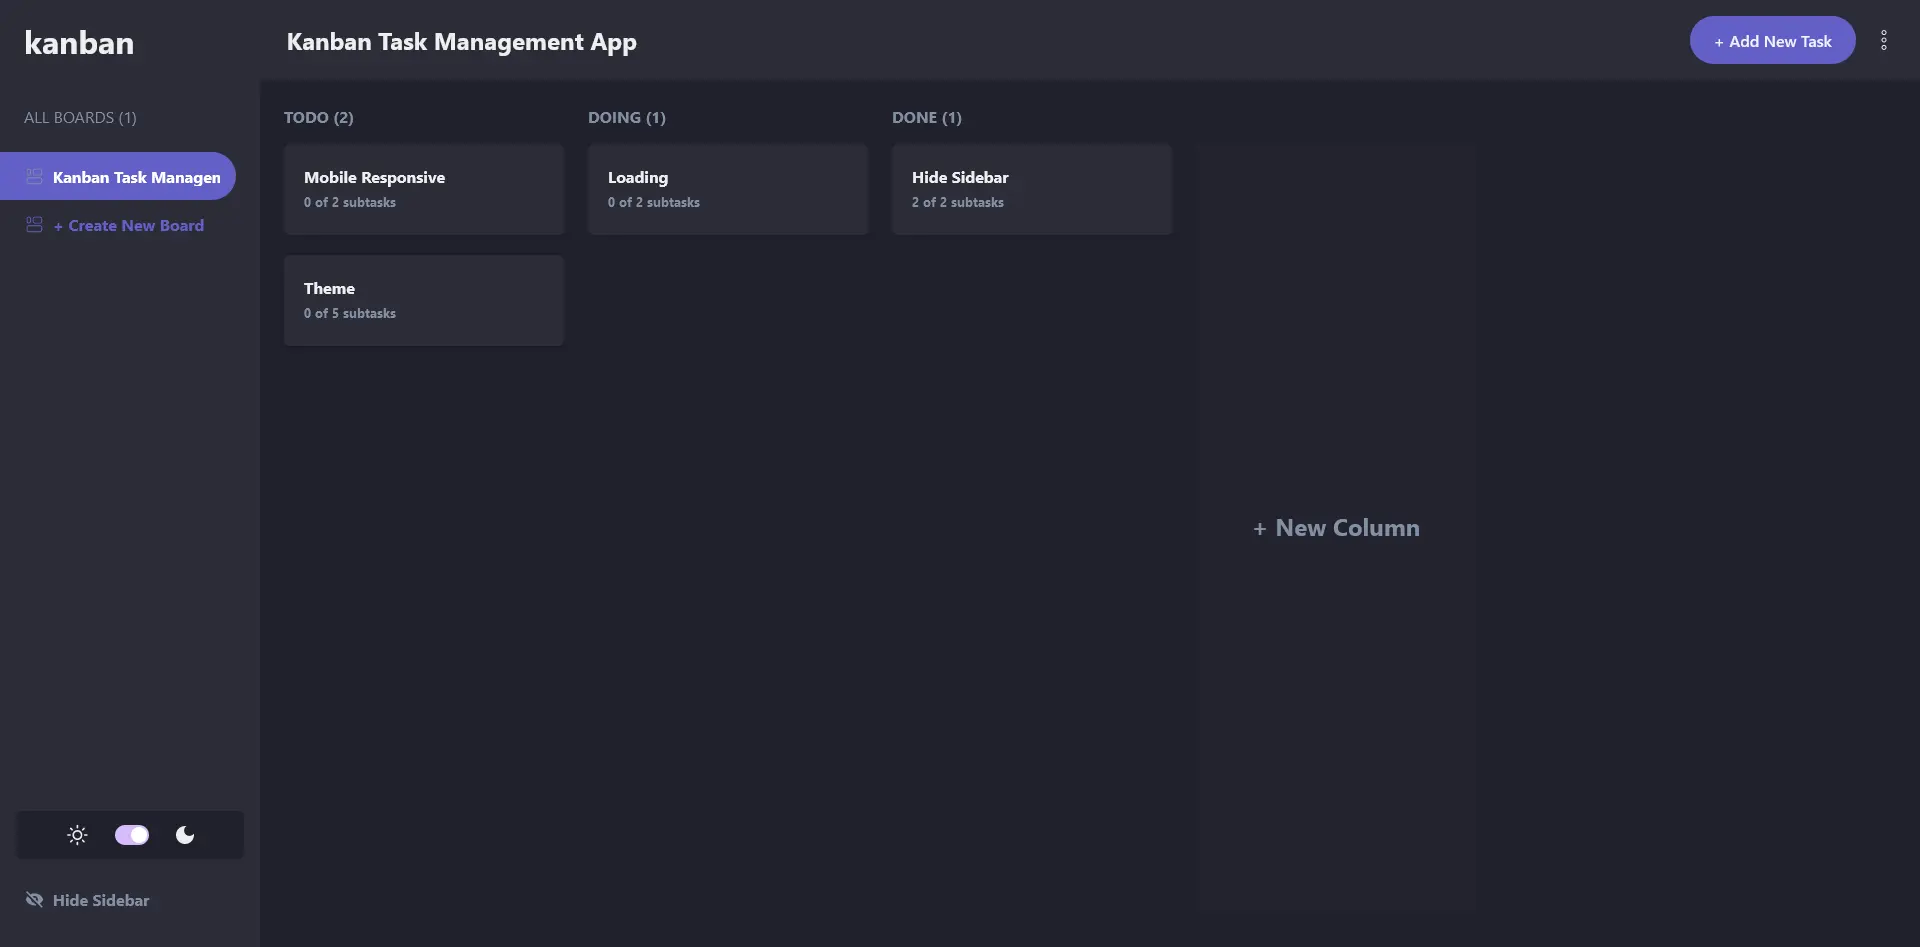 kanban
Kanban Task Management App
+ Add New Task
ALL BOARDS (1)
Kanban Task Managen
+ Create New Board
TODO (2)
Mobile Responsive
0 of 2 subtasks
Theme
0 of 5 subtasks
DOING (1)
Loading
0 of 2 subtasks
DONE (1)
Hide Sidebar
2 of 2 subtasks
+ New Column
Hide Sidebar